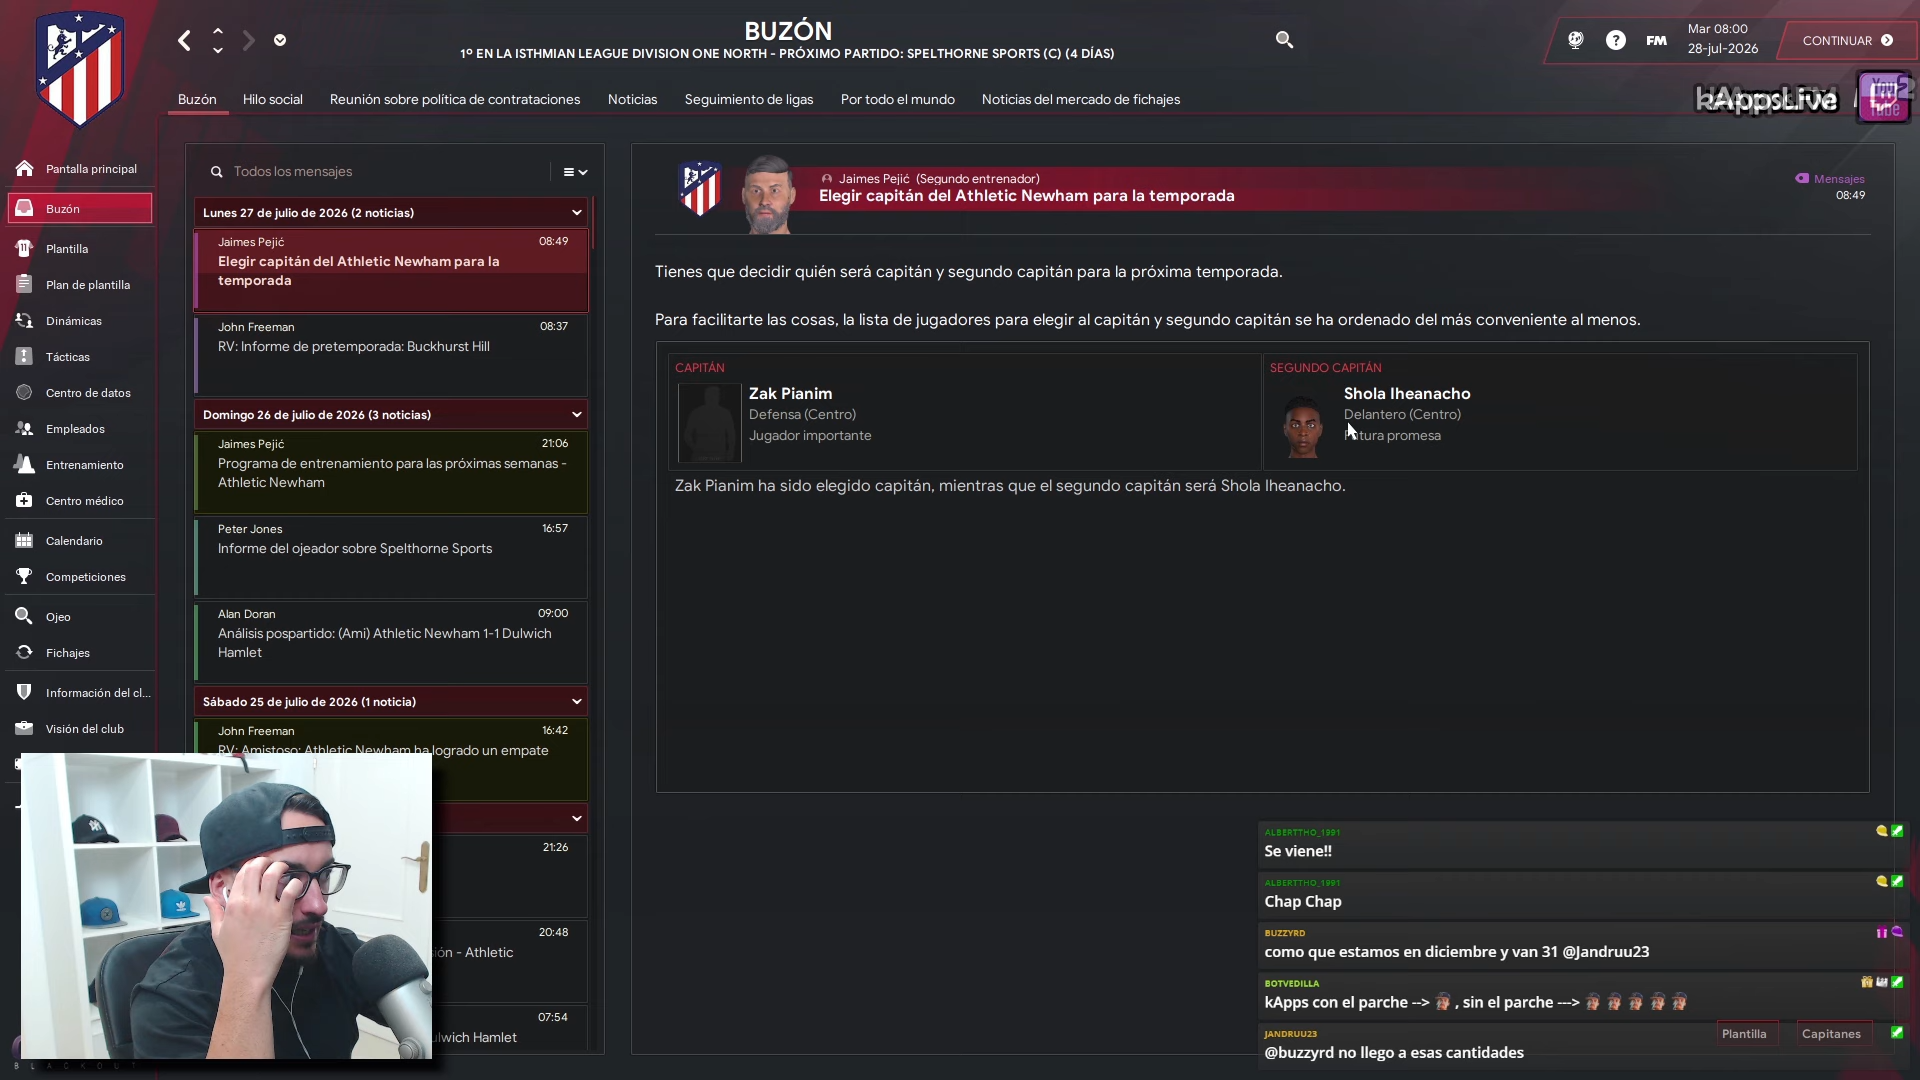 BUZÓN
1º EN LA ISTHMIAN LEAGUE DIVISION ONE NORTH - PRÓXIMO PARTIDO: SPELTHORNE SPORTS (C) (4 DÍAS)
FM
Mar 08:00
28-jul-2026
CONTINUAR
Buzón
Hilo social
Reunión sobre política de contrataciones
Noticias
Seguimiento de ligas
Por todo el mundo
Noticias del mercado de fichajes
kAppsLive
Pantalla principal
Buzón
Plantilla
Plan de plantilla
Dinámicas
Tácticas
Centro de datos
Empleados
Entrenamiento
Centro médico
Calendario
Competiciones
Ojeo
Fichajes
Información del cl...
Visión del club
Todos los mensajes
Lunes 27 de julio de 2026 (2 noticias)
Jaimes Pejić 08:49
Elegir capitán del Athletic Newham para la
temporada
John Freeman 08:37
RV: Informe de pretemporada: Buckhurst Hill
Domingo 26 de julio de 2026 (3 noticias)
Jaimes Pejić 21:06
Programa de entrenamiento para las próximas semanas -
Athletic Newham
Peter Jones 16:57
Informe del ojeador sobre Spelthorne Sports
Alan Doran 09:00
Análisis pospartido: (Ami) Athletic Newham 1-1 Dulwich
Hamlet
Sábado 25 de julio de 2026 (1 noticia)
John Freeman 16:42
RV: Amistoso: Athletic Newham ha logrado un empate
21:26
20:48
ión - Athletic
07:54
ulwich Hamlet
Jaimes Pejić (Segundo entrenador)
Elegir capitán del Athletic Newham para la temporada
Mensajes
08:49
Tienes que decidir quién será capitán y segundo capitán para la próxima temporada.
Para facilitarte las cosas, la lista de jugadores para elegir al capitán y segundo capitán se ha ordenado del más conveniente al menos.
CAPITÁN
Zak Pianim
Defensa (Centro)
Jugador importante
SEGUNDO CAPITÁN
Shola Iheanacho
Delantero (Centro)
Futura promesa
Zak Pianim ha sido elegido capitán, mientras que el segundo capitán será Shola Iheanacho.
ALBERTTHO_1991
Se viene!!
ALBERTTHO_1991
Chap Chap
BUZZYRD
como que estamos en diciembre y van 31 @Jandruu23
BOTVEDILLA
kApps con el parche --> , sin el parche --->
JANDRUU23
@buzzyrd no llego a esas cantidades
Plantilla
Capitanes